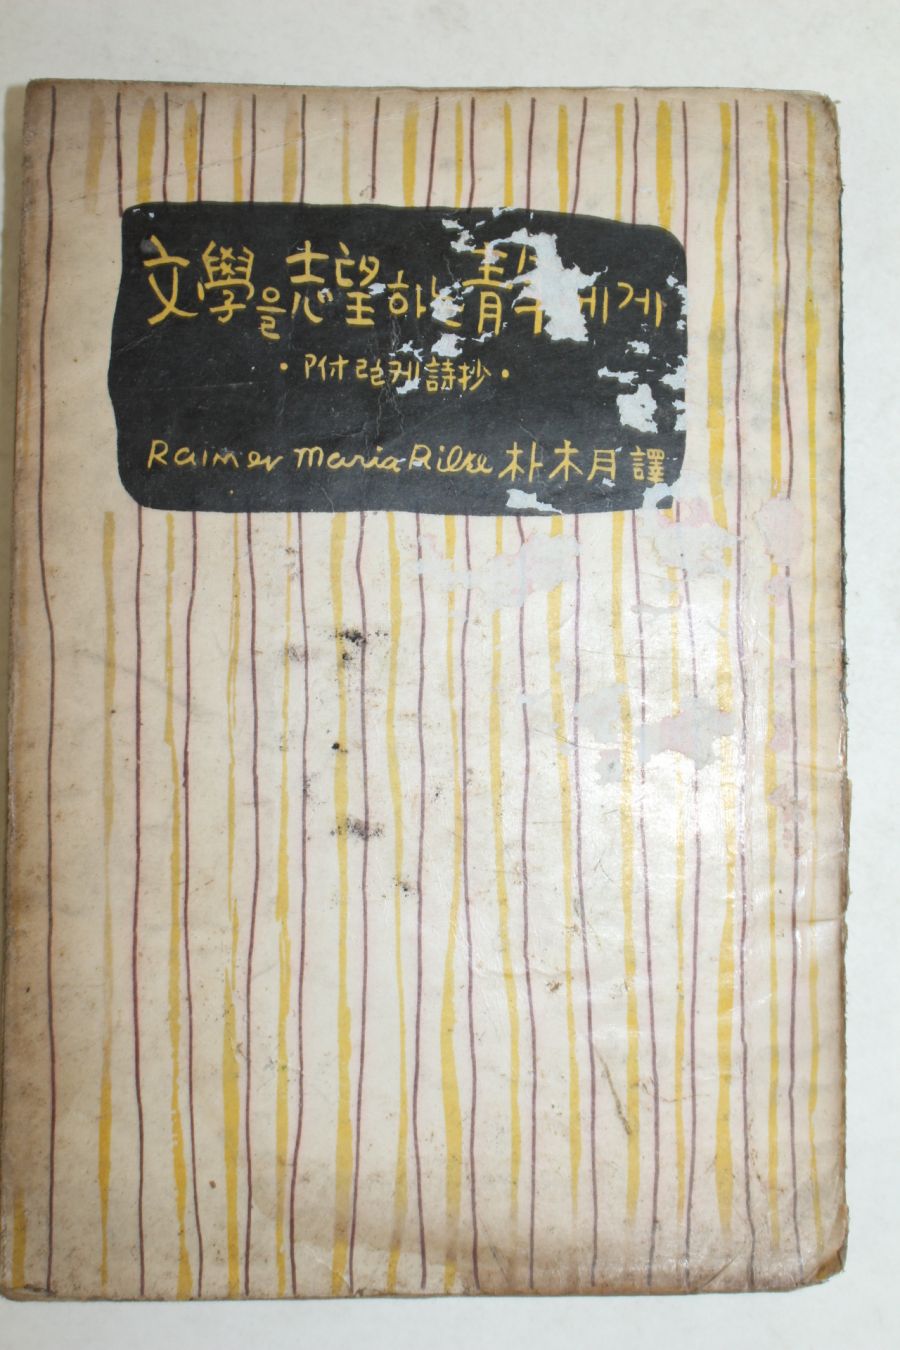 文學을 志望하는 靑年에게
·附 릴케 詩抄·
Rainer Maria Rilke 朴木月 譯